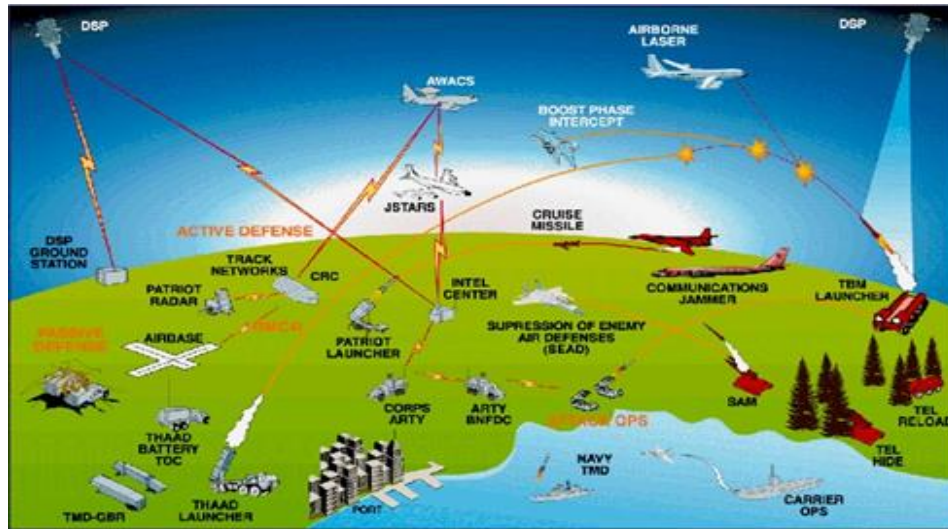 DSP
DSP
AIRBORNE
LASER
AWACS
BOOST PHASE
INTERCEPT
JSTARS
CRUISE
MISSILE
ACTIVE DEFENSE
DSP
GROUND
STATION
TRACK
NETWORKS
CRC
COMMUNICATIONS
JAMMER
TBM
LAUNCHER
PATRIOT
RADAR
INTEL
CENTER
PASSIVE
DEFENSE
AIRBASE
PATRIOT
LAUNCHER
SUPRESSION OF ENEMY
AIR DEFENSES
(SEAD)
CORPS
ARTY
ARTY
BNFDC
OPS
SAM
TEL
RELOAD
THAAD
BATTERY
TOC
TEL
HIDE
TMD-GBR
THAAD
LAUNCHER
PORT
NAVY
TMD
CARRIER
OPS